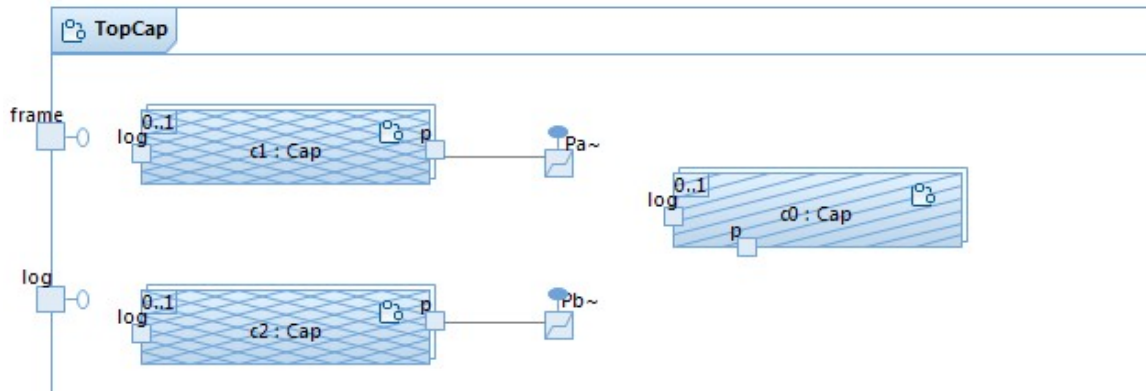 TopCap
frame
log
0..1
c1 : Cap
p
Pa~
log
0..1
c0 : Cap
p
log
log
0..1
c2 : Cap
p
Pb~